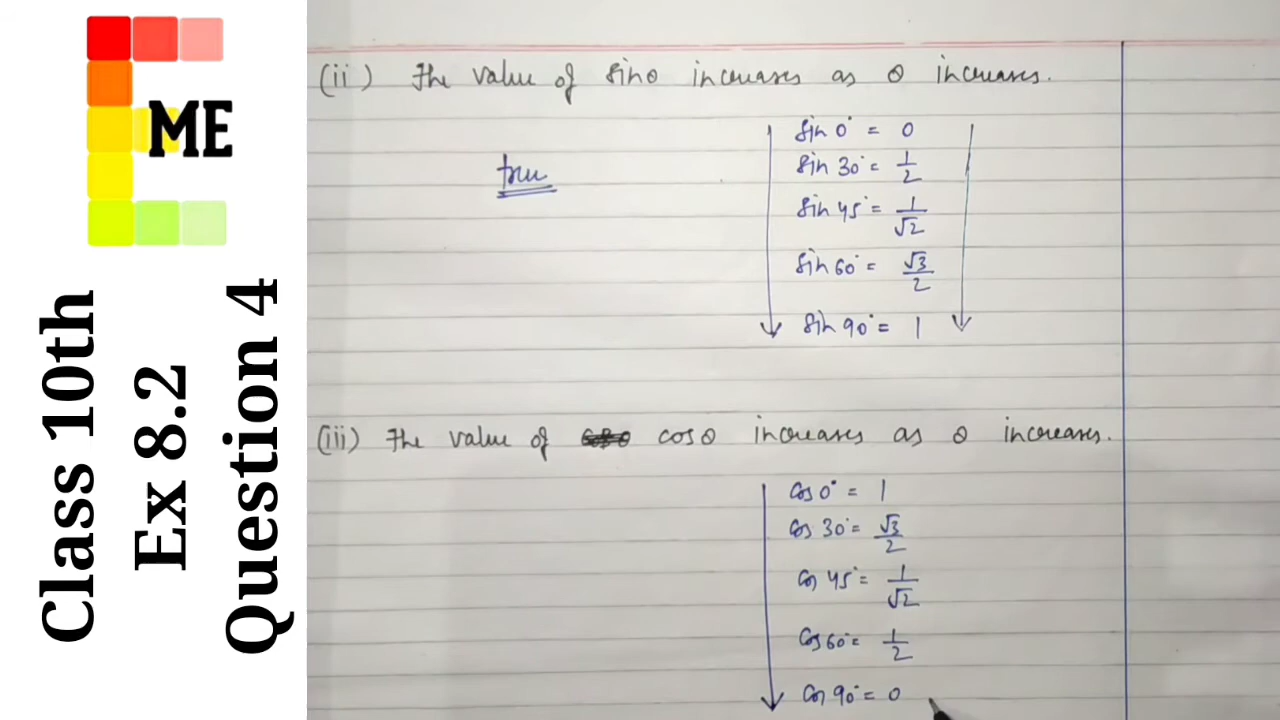 ME
Class 10th
Ex 8.2
Question 4
(ii) The value of sinθ increases as θ increases.
true
sin 0° = 0
sin 30° = 1/2
sin 45° = 1/√2
sin 60° = √3/2
sin 90° = 1
(iii) The value of cosθ increases as θ increases.
cos 0° = 1
cos 30° = √3/2
cos 45° = 1/√2
cos 60° = 1/2
cos 90° = 0